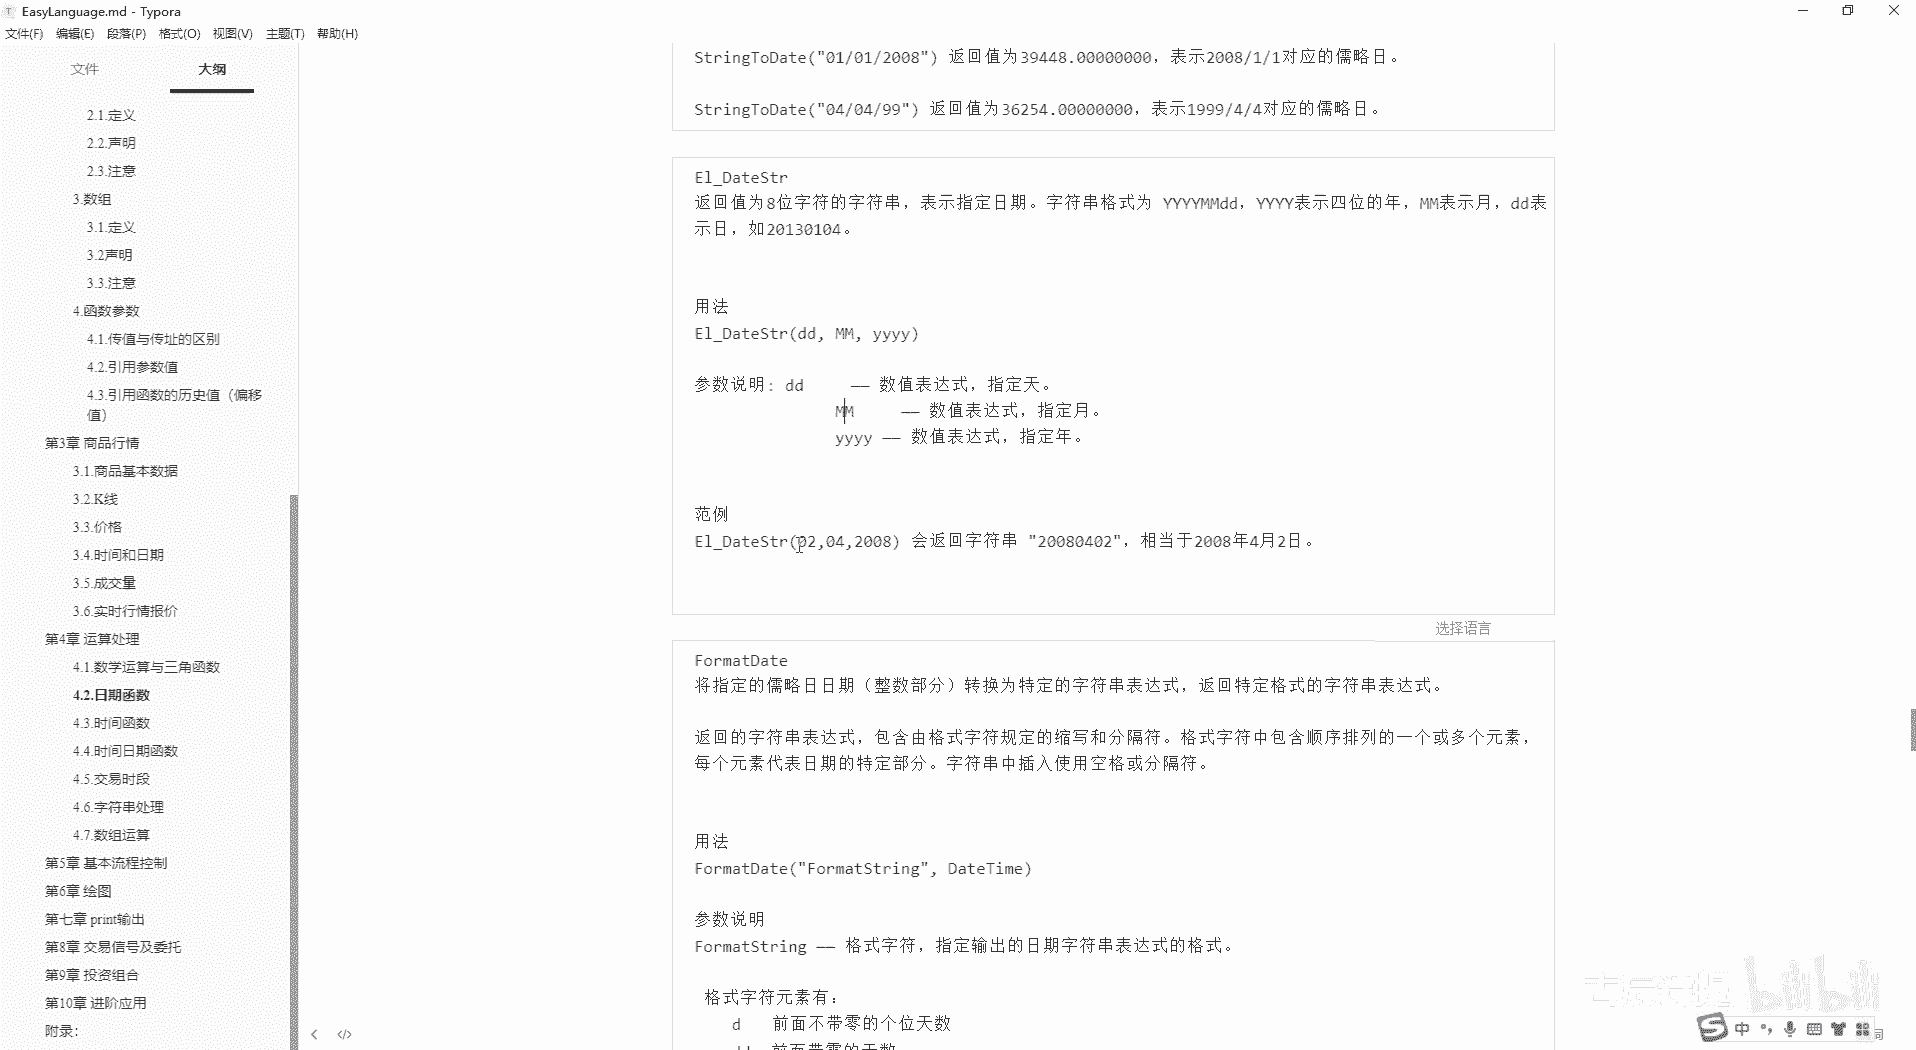 EasyLanguage.md - Typora
文件(F) 编辑(E) 段落(P) 格式(O) 视图(V) 主题(T) 帮助(H)
文件 大纲
2.1.定义
2.2.声明
2.3.注意
3.数组
3.1.定义
3.2声明
3.3.注意
4.函数参数
4.1.传值与传址的区别
4.2.引用参数值
4.3.引用函数的历史值（偏移
值）
第3章 商品行情
3.1.商品基本数据
3.2.K线
3.3.价格
3.4.时间和日期
3.5.成交量
3.6.实时行情报价
第4章 运算处理
4.1.数学运算与三角函数
4.2.日期函数
4.3.时间函数
4.4.时间日期函数
4.5.交易时段
4.6.字符串处理
4.7.数组运算
第5章 基本流程控制
第6章 绘图
第七章 print输出
第8章 交易信号及委托
第9章 投资组合
第10章 进阶应用
附录：
StringToDate("01/01/2008") 返回值为39448.00000000，表示2008/1/1对应的儒略日。
StringToDate("04/04/99") 返回值为36254.00000000，表示1999/4/4对应的儒略日。
El_DateStr
返回值为8位字符的字符串，表示指定日期。字符串格式为 YYYYMMdd，YYYY表示四位的年，MM表示月，dd表
示日，如20130104。
用法
El_DateStr(dd, MM, yyyy)
参数说明: dd —— 数值表达式，指定天。
MM —— 数值表达式，指定月。
yyyy —— 数值表达式，指定年。
范例
El_DateStr(02,04,2008) 会返回字符串 "20080402"，相当于2008年4月2日。
选择语言
FormatDate
将指定的儒略日日期（整数部分）转换为特定的字符串表达式，返回特定格式的字符串表达式。
返回的字符串表达式，包含由格式字符规定的缩写和分隔符。格式字符中包含顺序排列的一个或多个元素，
每个元素代表日期的特定部分。字符串中插入使用空格或分隔符。
用法
FormatDate("FormatString", DateTime)
参数说明
FormatString —— 格式字符，指定输出的日期字符串表达式的格式。
格式字符元素有：
d 前面不带零的个位天数
dd 前面带零的天数
bilibili
中